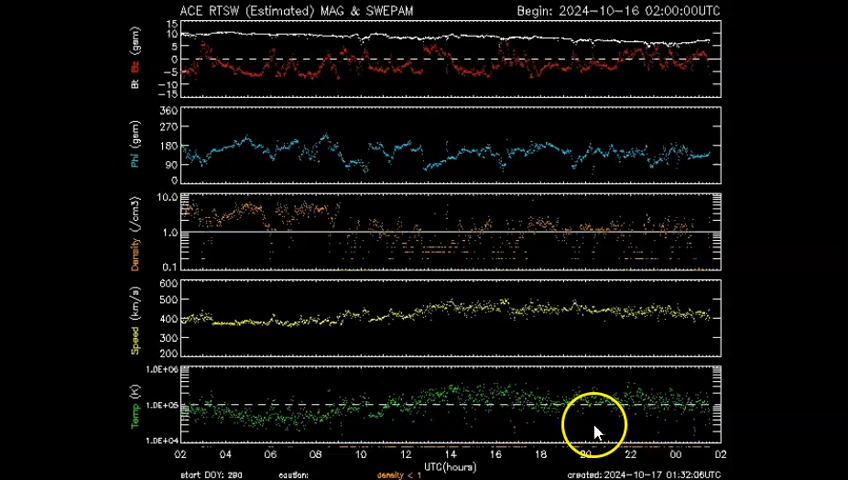 ACE RTSW (Estimated) MAG & SWEPAM Begin: 2024-10-16 02:00:00UTC
Bt Bz (gsm)
15
10
5
0
-5
-10
-15
Phi (gsm)
360
270
180
90
0
Density (/cm3)
10.0
1.0
0.1
Speed (km/s)
600
500
400
300
200
Temp (K)
1.0E+06
1.0E+05
1.0E+04
02 04 06 08 10 12 14 16 18 20 22 00 02
UTC(hours)
start DOY: 290 caution: density < 1 created: 2024-10-17 01:32:06UTC